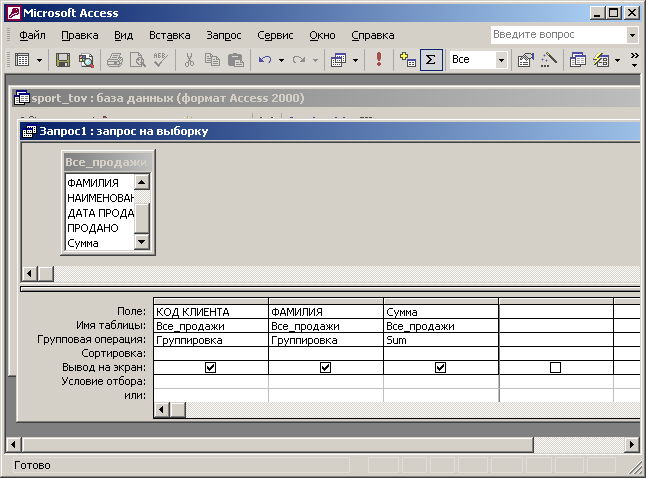 Microsoft Access
Файл Правка Вид Вставка Запрос Сервис Окно Справка Введите вопрос
Σ Все
sport_tov : база данных (формат Access 2000)
Запрос1 : запрос на выборку
Все_продажи
ФАМИЛИЯ
НАИМЕНОВАН
ДАТА ПРОДА
ПРОДАНО
Сумма
Поле: КОД КЛИЕНТА ФАМИЛИЯ Сумма
Имя таблицы: Все_продажи Все_продажи Все_продажи
Групповая операция: Группировка Группировка Sum
Сортировка:
Вывод на экран:
Условие отбора:
или:
Готово